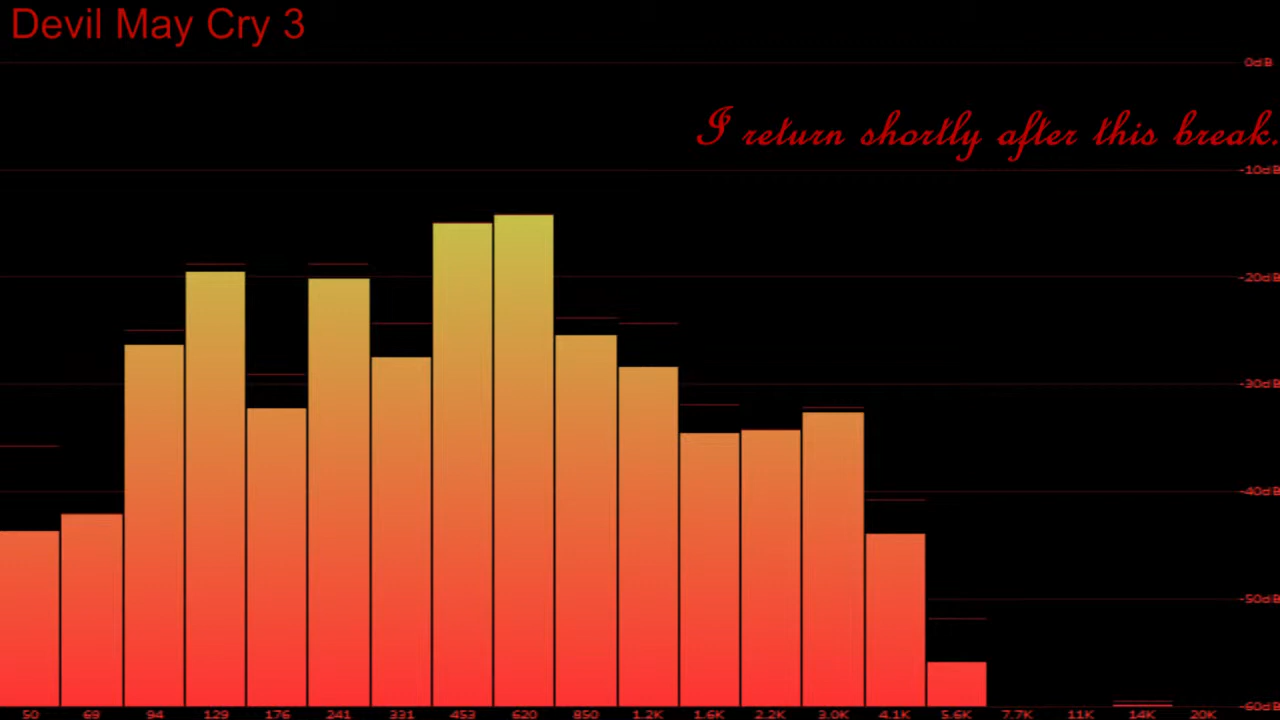 Devil May Cry 3
0dB
I return shortly after this break.
-10dB
-20dB
-30dB
-40dB
-50dB
-60dB
50 69 94 129 176 241 331 453 620 850 1.2K 1.6K 2.2K 3.0K 4.1K 5.6K 7.7K 11K 14K 20K